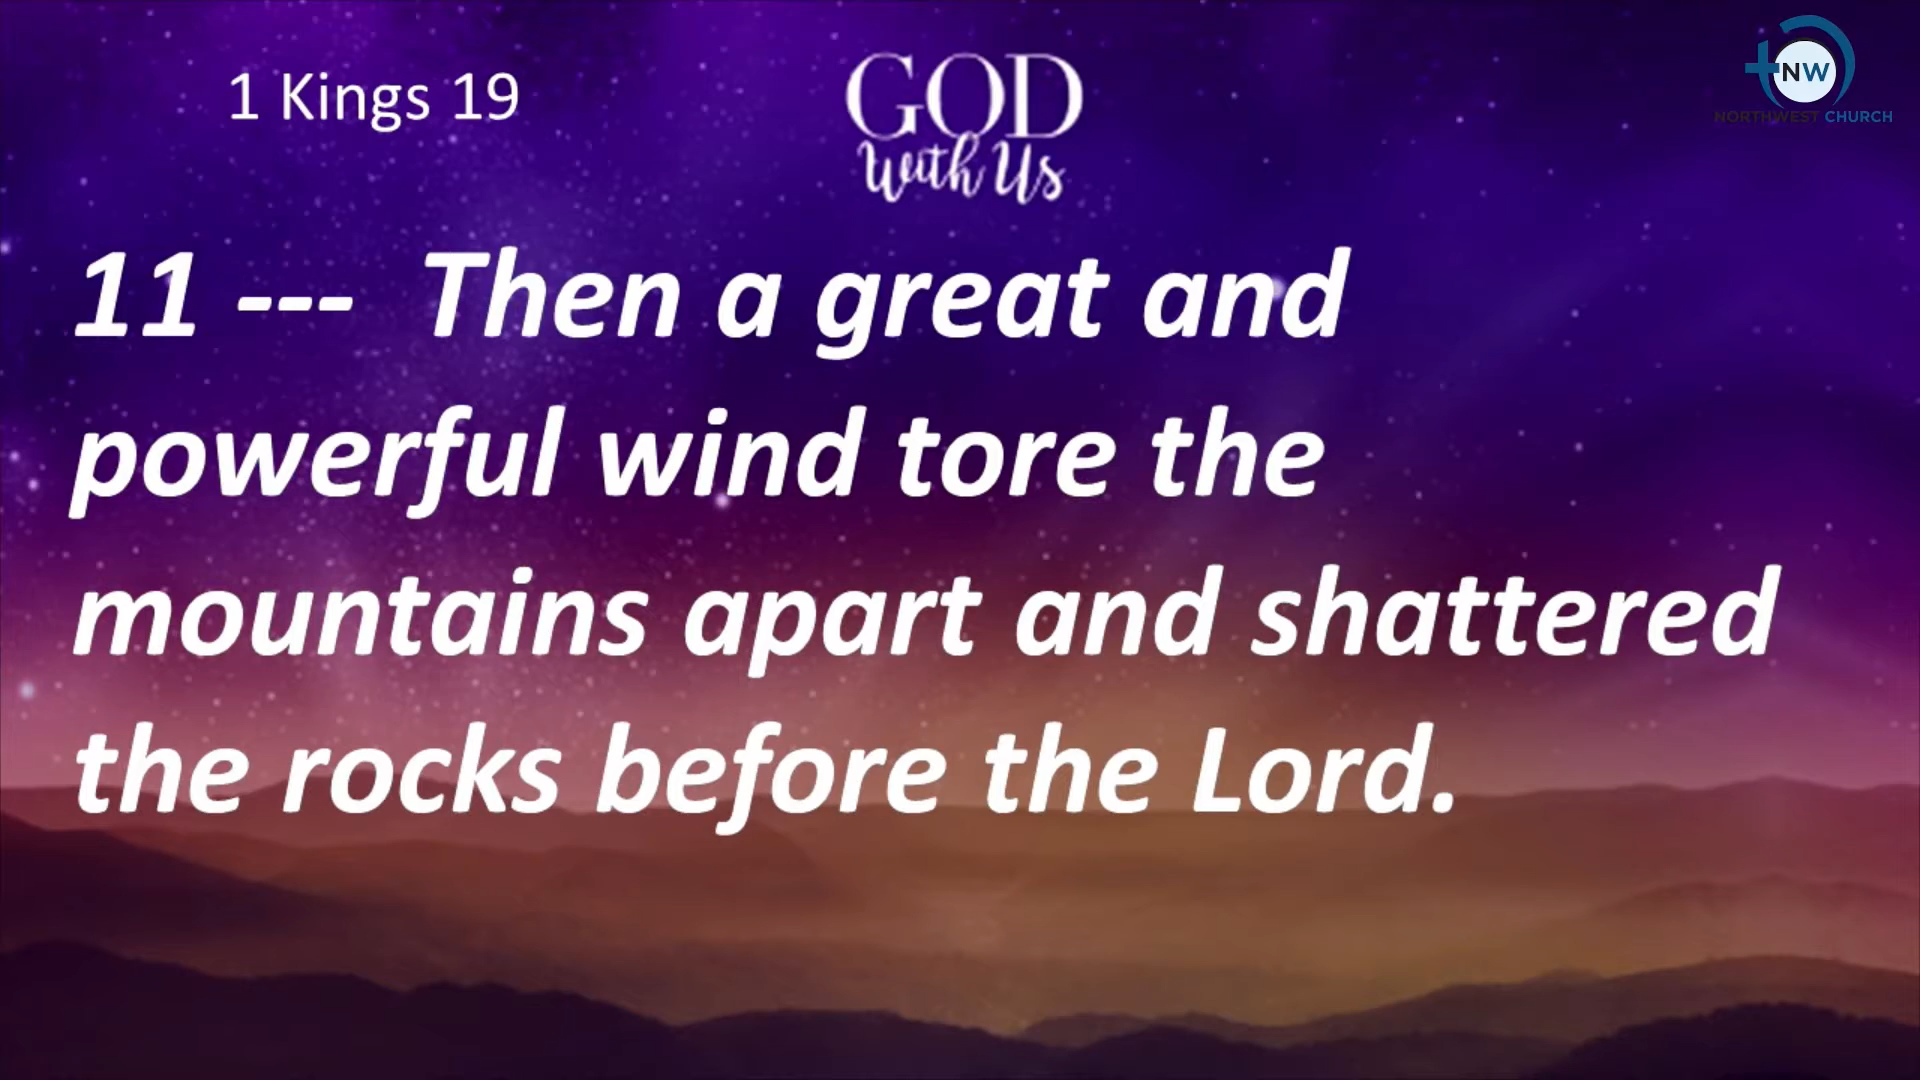 1 Kings 19
GOD
With Us
NW
NORTHWEST CHURCH
11 --- Then a great and
powerful wind tore the
mountains apart and shattered
the rocks before the Lord.